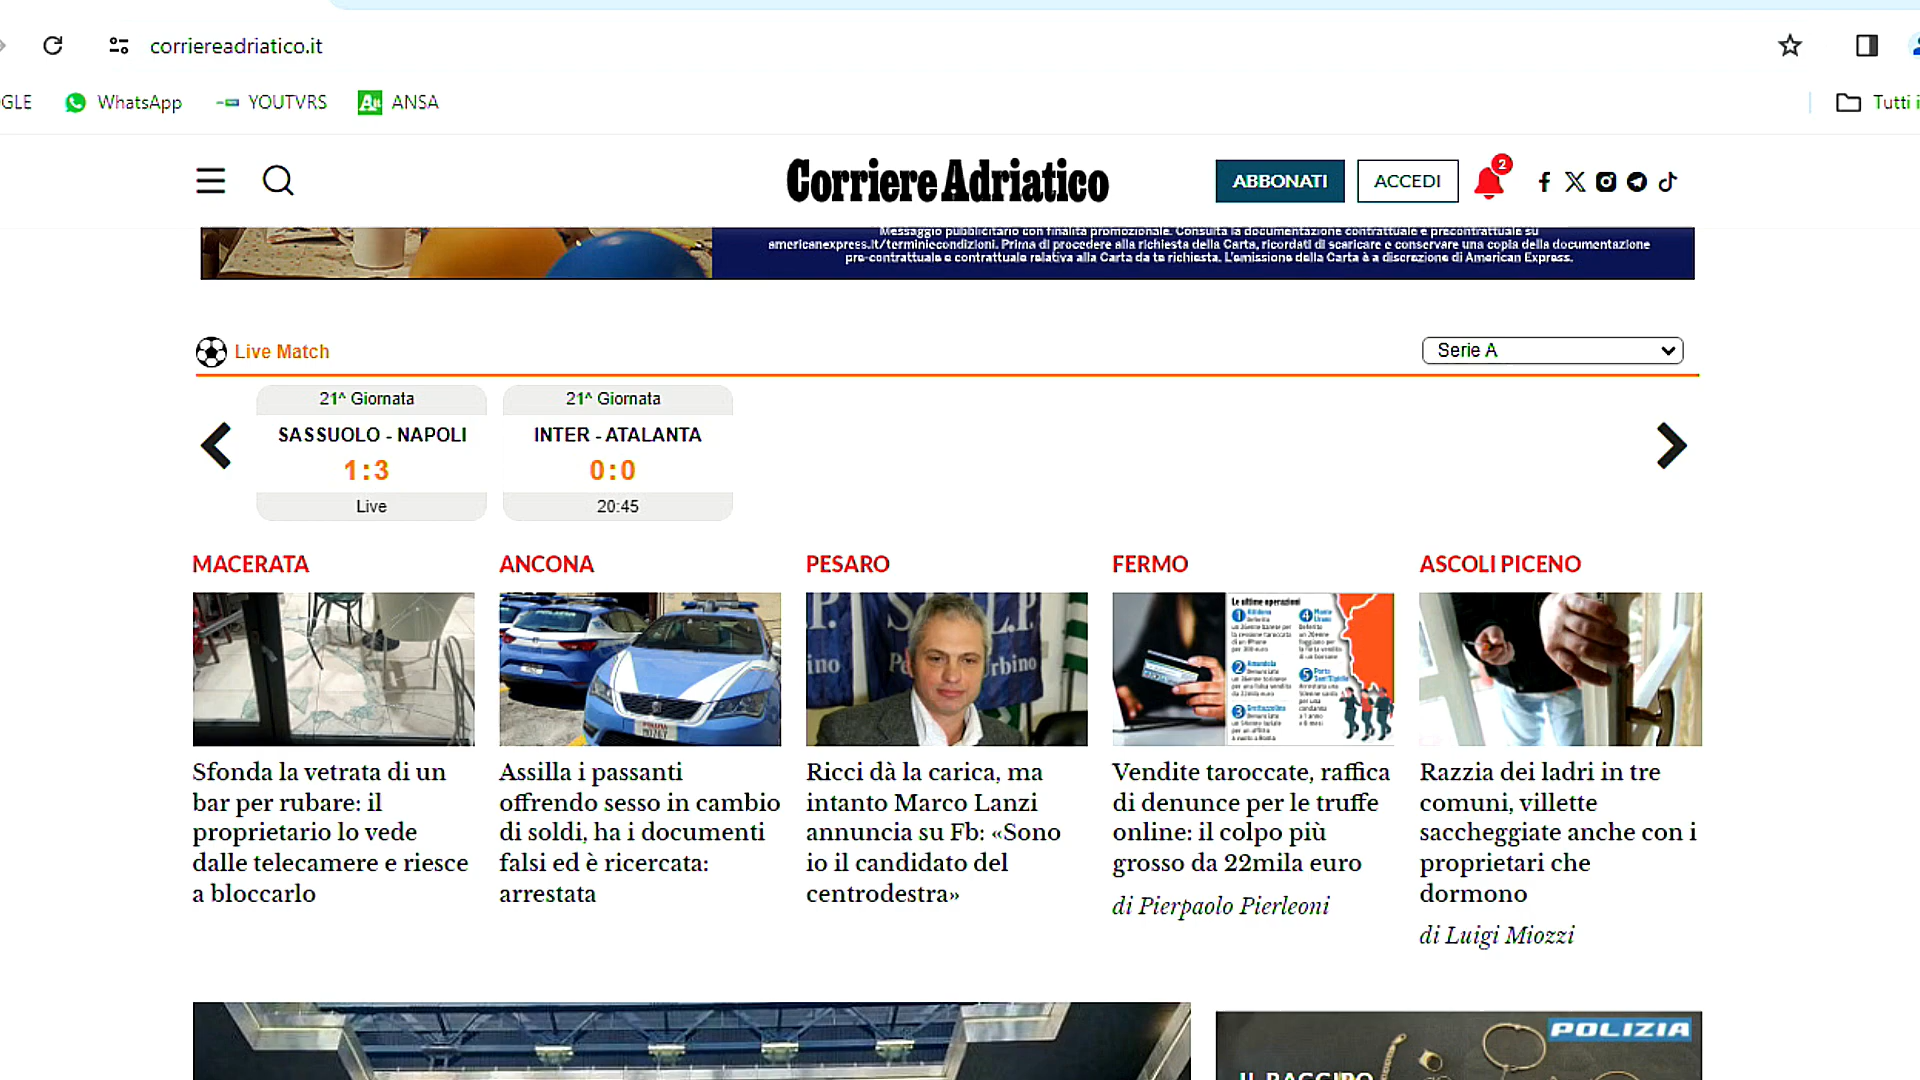 corriereadriatico.it
GLE
WhatsApp
YOUTVRS
ANSA
Tutti i
Corriere Adriatico
ABBONATI
ACCEDI
2
Messaggio pubblicitario con finalità promozionale. Consulta la documentazione contrattuale e precontrattuale su
americanexpress.it/terminiecondizioni. Prima di procedere alla richiesta della Carta, ricordati di scaricare e conservare una copia della documentazione
pre-contrattuale e contrattuale relativa alla Carta da te richiesta. L'emissione della Carta è a discrezione di American Express.
Live Match
Serie A
21^ Giornata
SASSUOLO - NAPOLI
1:3
Live
21^ Giornata
INTER - ATALANTA
0:0
20:45
MACERATA
Sfonda la vetrata di un
bar per rubare: il
proprietario lo vede
dalle telecamere e riesce
a bloccarlo
ANCONA
Assilla i passanti
offrendo sesso in cambio
di soldi, ha i documenti
falsi ed è ricercata:
arrestata
PESARO
Ricci dà la carica, ma
intanto Marco Lanzi
annuncia su Fb: «Sono
io il candidato del
centrodestra»
FERMO
Le ultime operazioni
Vendite taroccate, raffica
di denunce per le truffe
online: il colpo più
grosso da 22mila euro
di Pierpaolo Pierleoni
ASCOLI PICENO
Razzia dei ladri in tre
comuni, villette
saccheggiate anche con i
proprietari che
dormono
di Luigi Miozzi
POLIZIA